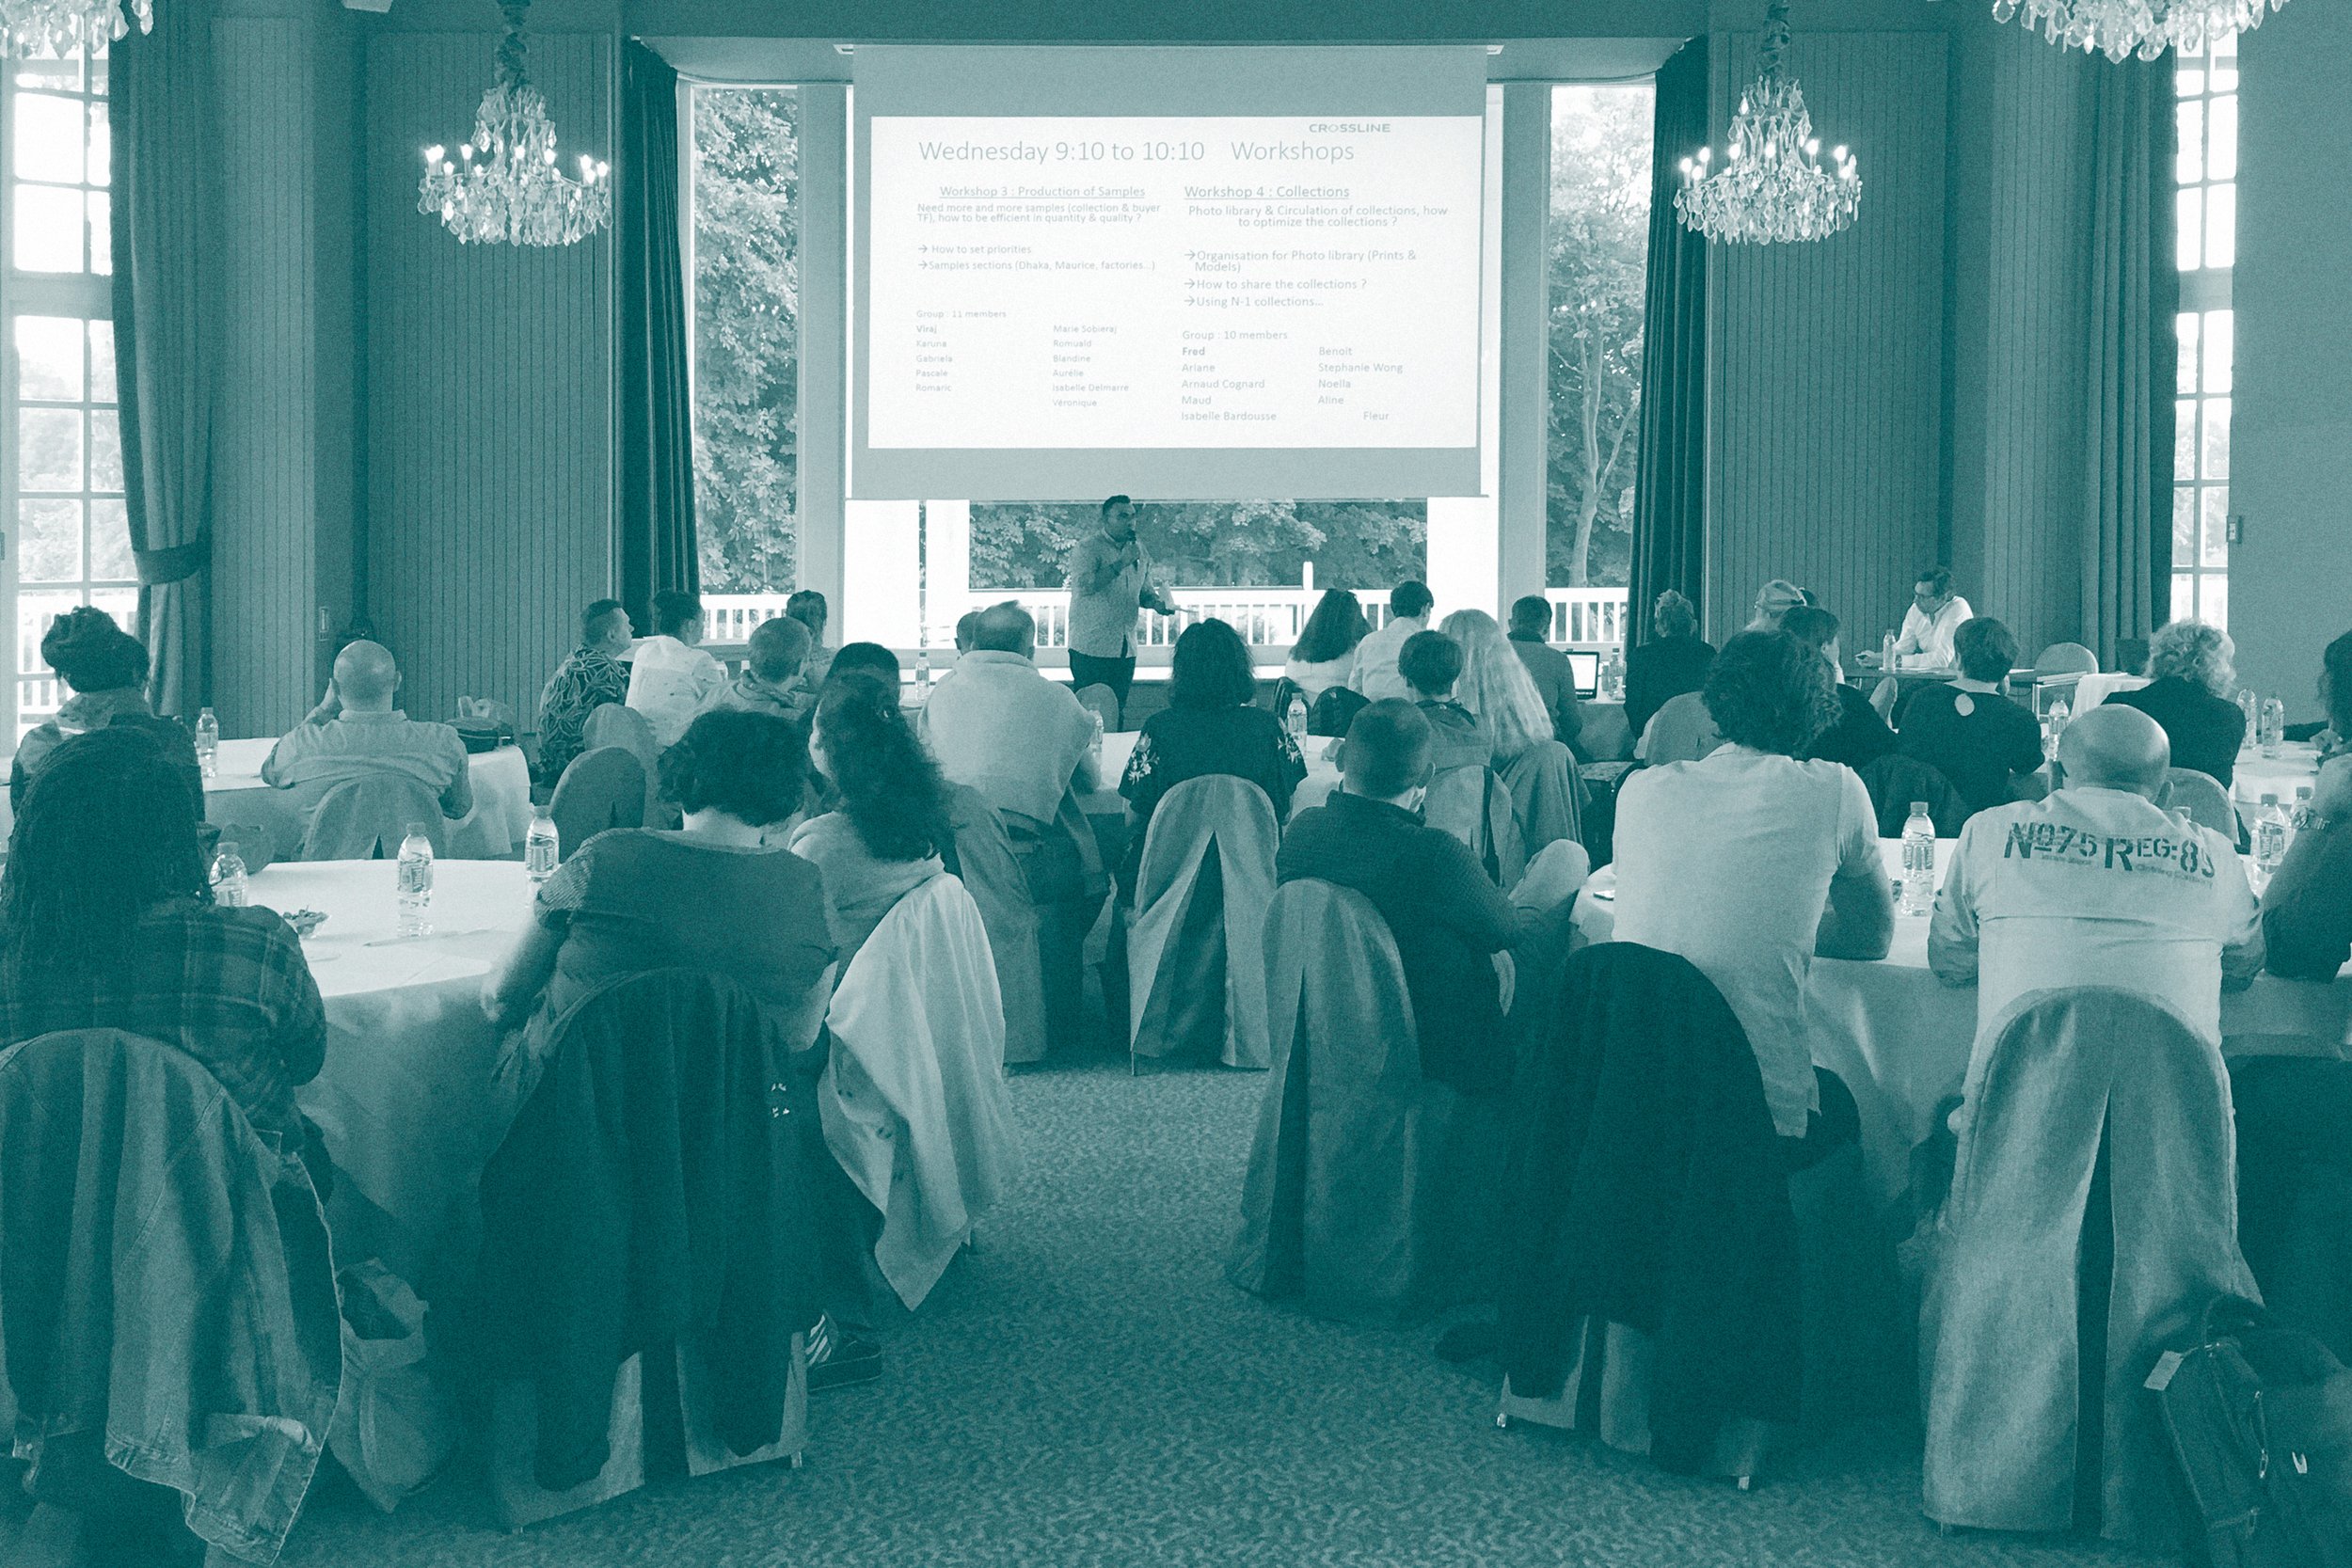 CROSSLINE
Wednesday 9:10 to 10:10 Workshops
Workshop 3 : Production of Samples
Need more and more samples (collection & buyer
TF), how to be efficient in quantity & quality ?
→ How to set priorities
→Samples sections (Dhaka, Maurice, factories...)
Group : 11 members
Viraj
Karuna
Gabriela
Pascale
Romaric
Marie Sobieraj
Romuald
Blandine
Aurélie
Isabelle Delmarre
Véronique
Workshop 4 : Collections
Photo library & Circulation of collections, how
to optimize the collections ?
→Organisation for Photo library (Prints &
Models)
→How to share the collections ?
→Using N-1 collections...
Group : 10 members
Fred
Ariane
Arnaud Cognard
Maud
Isabelle Bardousse
Benoit
Stephanie Wong
Noella
Aline
Fleur
Nº75 REG:83